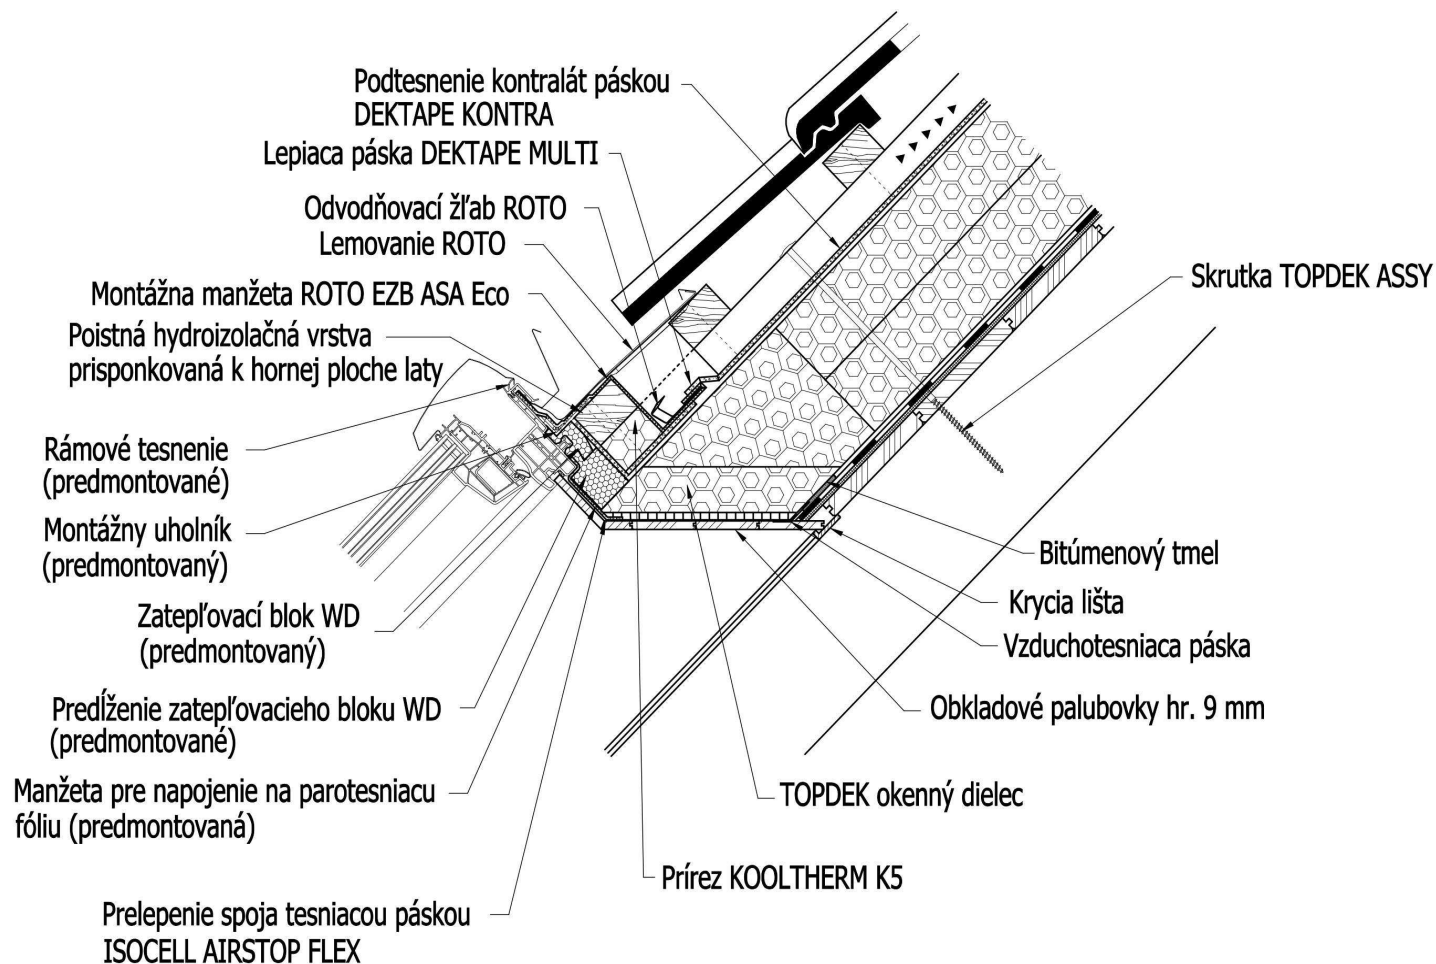 Podtesnenie kontralát páskou
DEKTAPE KONTRA
Lepiaca páska DEKTAPE MULTI
Odvodňovací žľab ROTO
Lemovanie ROTO
Montážna manžeta ROTO EZB ASA Eco
Poistná hydroizolačná vrstva
prisponkovaná k hornej ploche laty
Rámové tesnenie
(predmontované)
Montážny uholník
(predmontovaný)
Zatepľovací blok WD
(predmontovaný)
Predĺženie zatepľovacieho bloku WD
(predmontované)
Manžeta pre napojenie na parotesniacu
fóliu (predmontovaná)
Prelepenie spoja tesniacou páskou
ISOCELL AIRSTOP FLEX
Skrutka TOPDEK ASSY
Bitúmenový tmel
Krycia lišta
Vzduchotesniaca páska
Obkladové palubovky hr. 9 mm
TOPDEK okenný dielec
Prírez KOOLTHERM K5